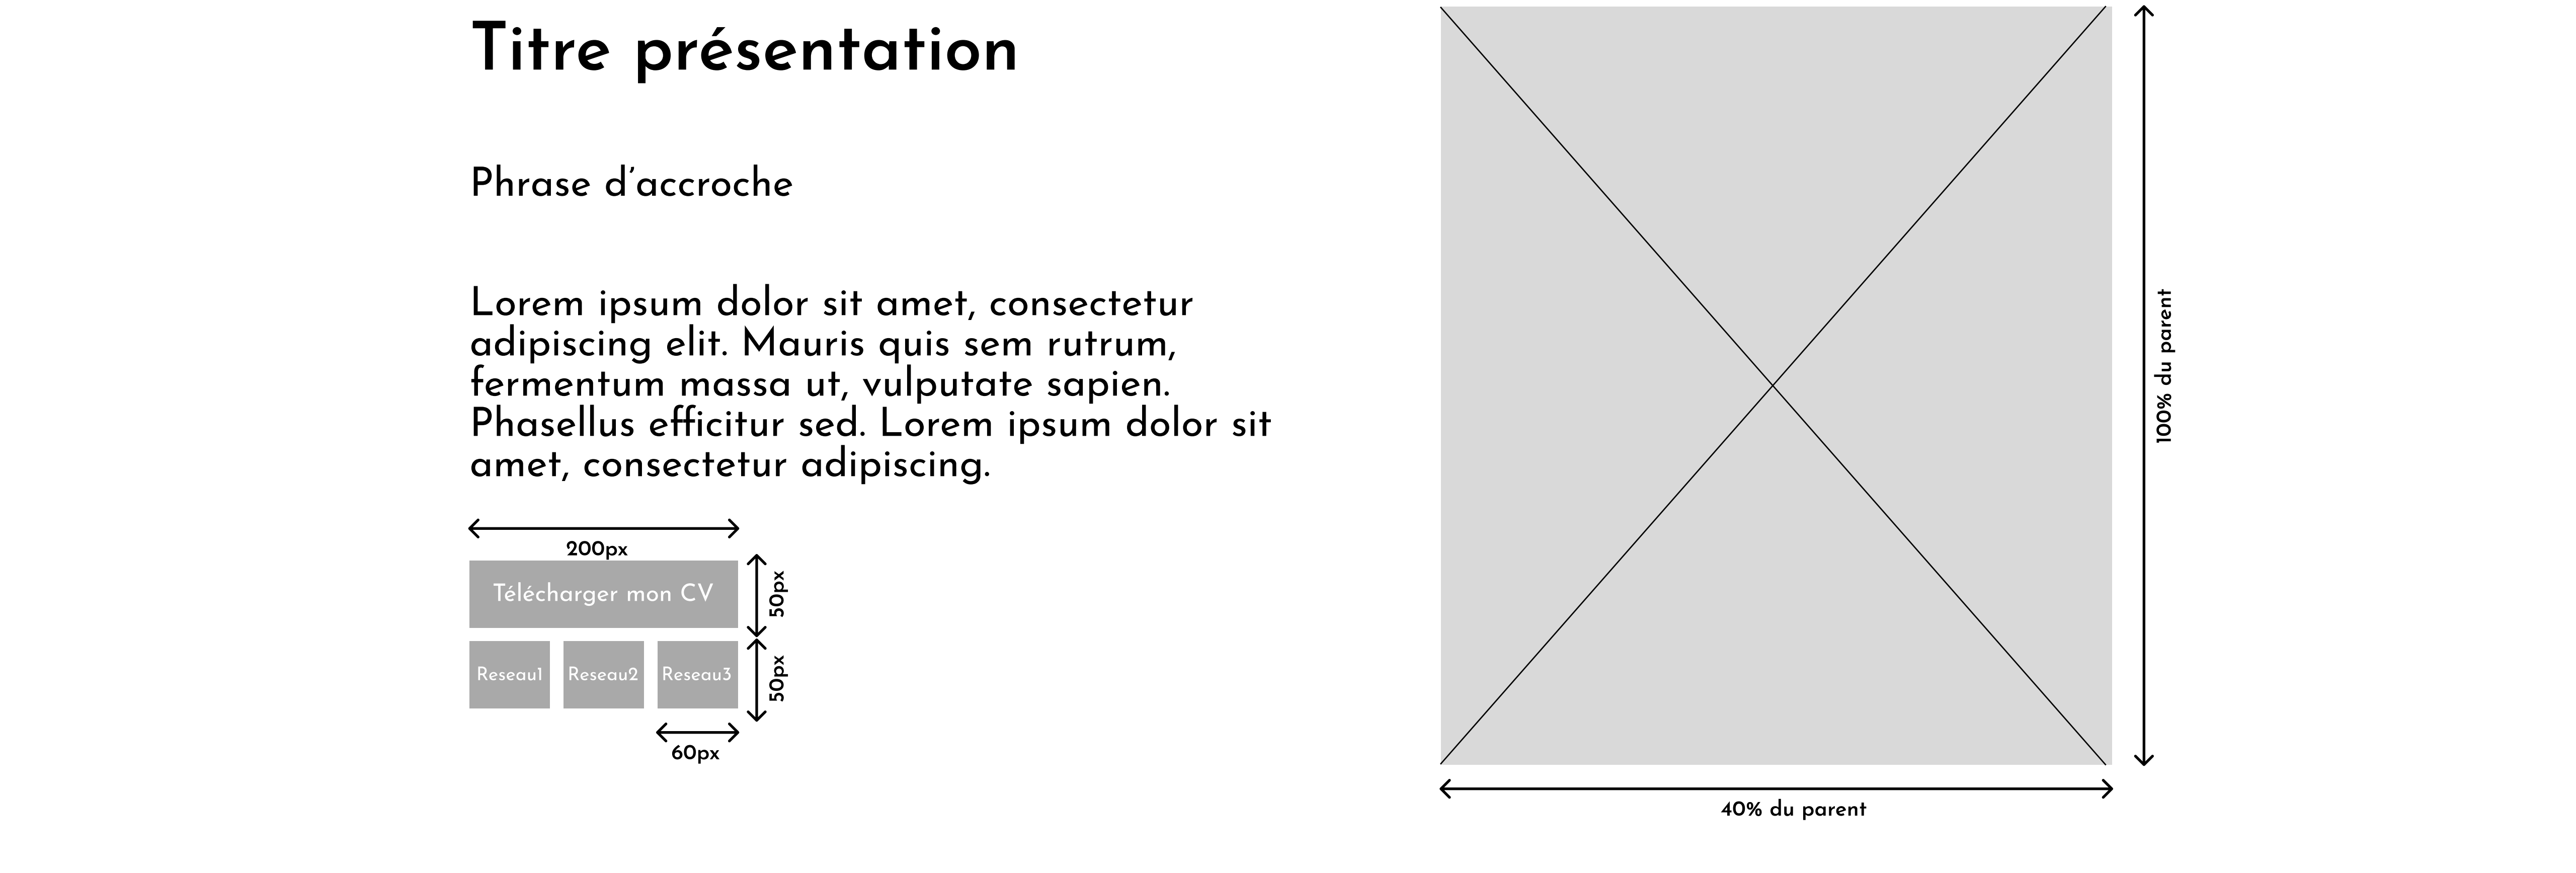 Titre présentation
Phrase d’accroche
Lorem ipsum dolor sit amet, consectetur
adipiscing elit. Mauris quis sem rutrum,
fermentum massa ut, vulputate sapien.
Phasellus efficitur sed. Lorem ipsum dolor sit
amet, consectetur adipiscing.
200px
Télécharger mon CV
50px
Reseau1
Reseau2
Reseau3
50px
60px
100% du parent
40% du parent